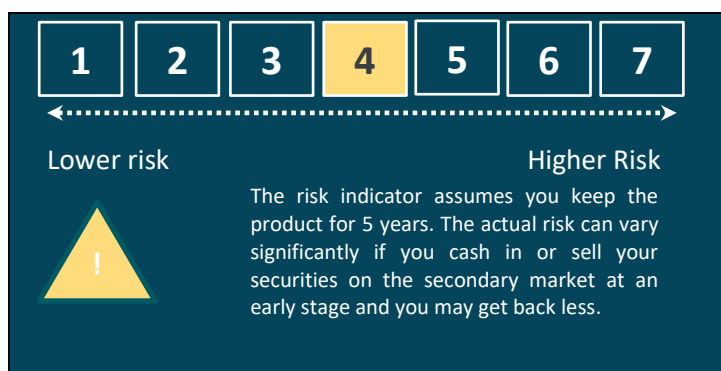 1 2 3 4 5 6 7
Lower risk Higher Risk
The risk indicator assumes you keep the
product for 5 years. The actual risk can vary
significantly if you cash in or sell your
securities on the secondary market at an
early stage and you may get back less.
!